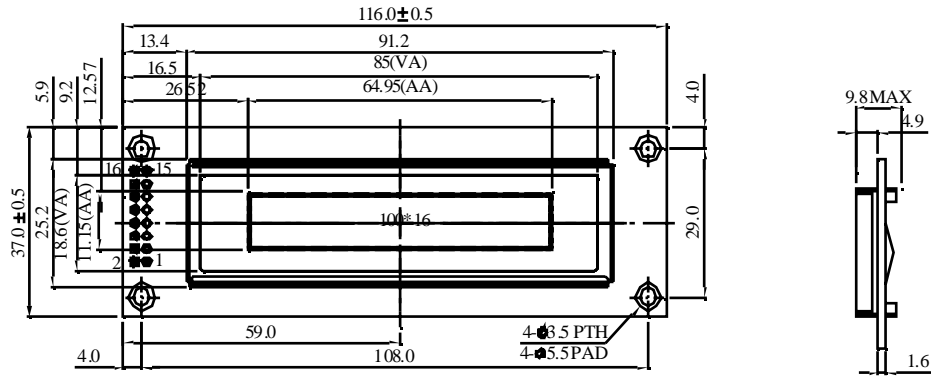 116.0±0.5
13.4 91.2
16.5 85(VA)
26.52 64.95(AA)
5.9
9.2
12.57
4.0
9.8MAX
4.9
16 15
37.0±0.5
25.2
18.6(VA)
11.15(AA)
100*16
29.0
2 1
59.0
4-ø3.5 PTH
4.0 108.0
4-ø5.5 PAD
1.6